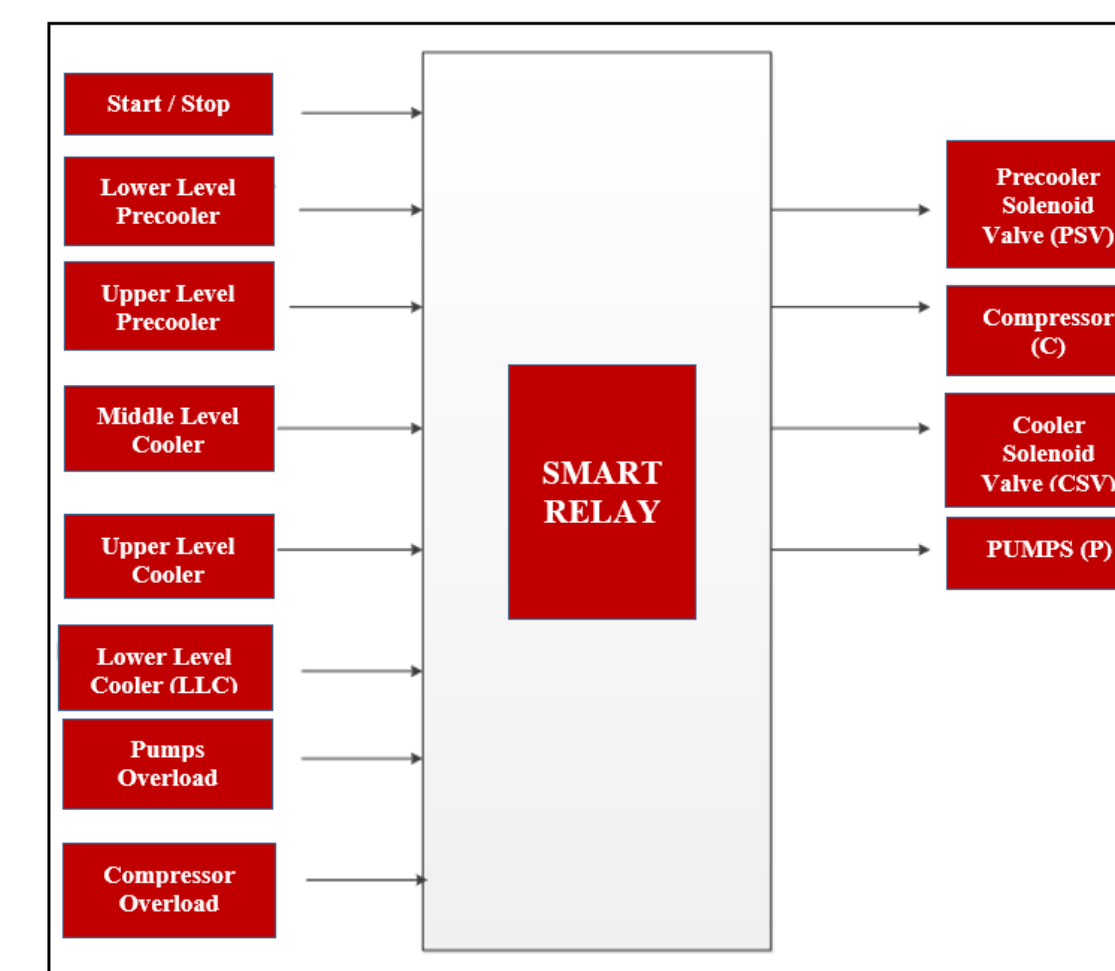 Start / Stop
Lower Level
Precooler
Upper Level
Precooler
Middle Level
Cooler
Upper Level
Cooler
Lower Level
Cooler (LLC)
Pumps
Overload
Compressor
Overload
SMART
RELAY
Precooler
Solenoid
Valve (PSV)
Compressor
(C)
Cooler
Solenoid
Valve (CSV)
PUMPS (P)